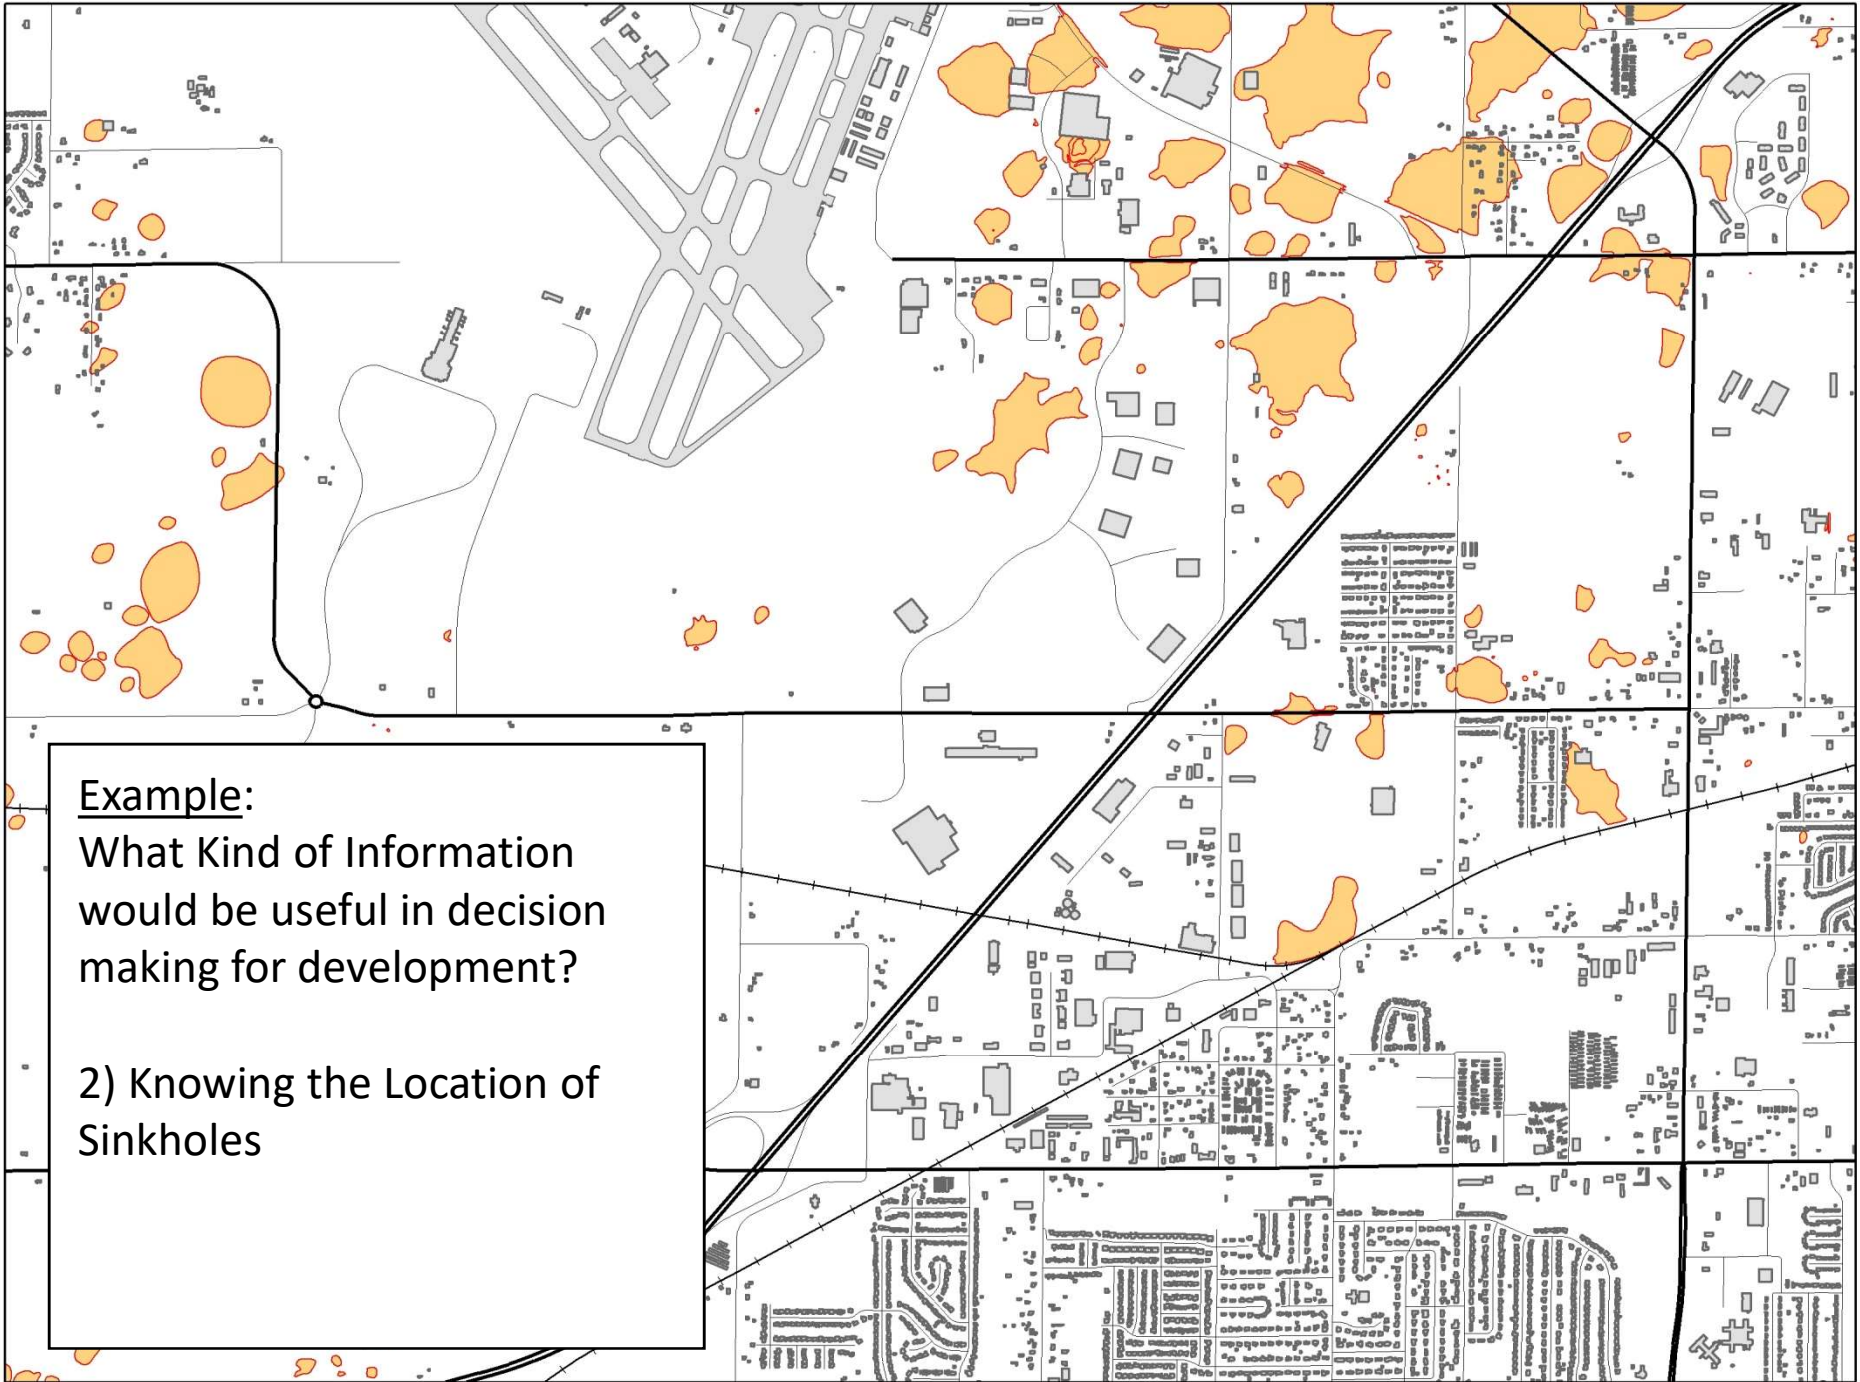 Example:
What Kind of Information
would be useful in decision
making for development?
2) Knowing the Location of
Sinkholes